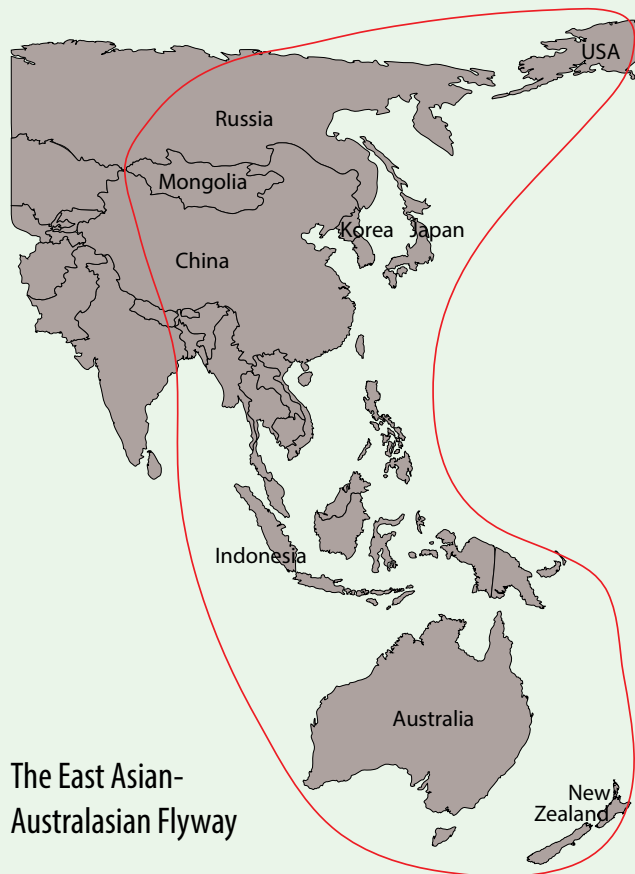 USA
Russia
Mongolia
Korea
Japan
China
Indonesia
Australia
The East Asian-
Australasian Flyway
New
Zealand